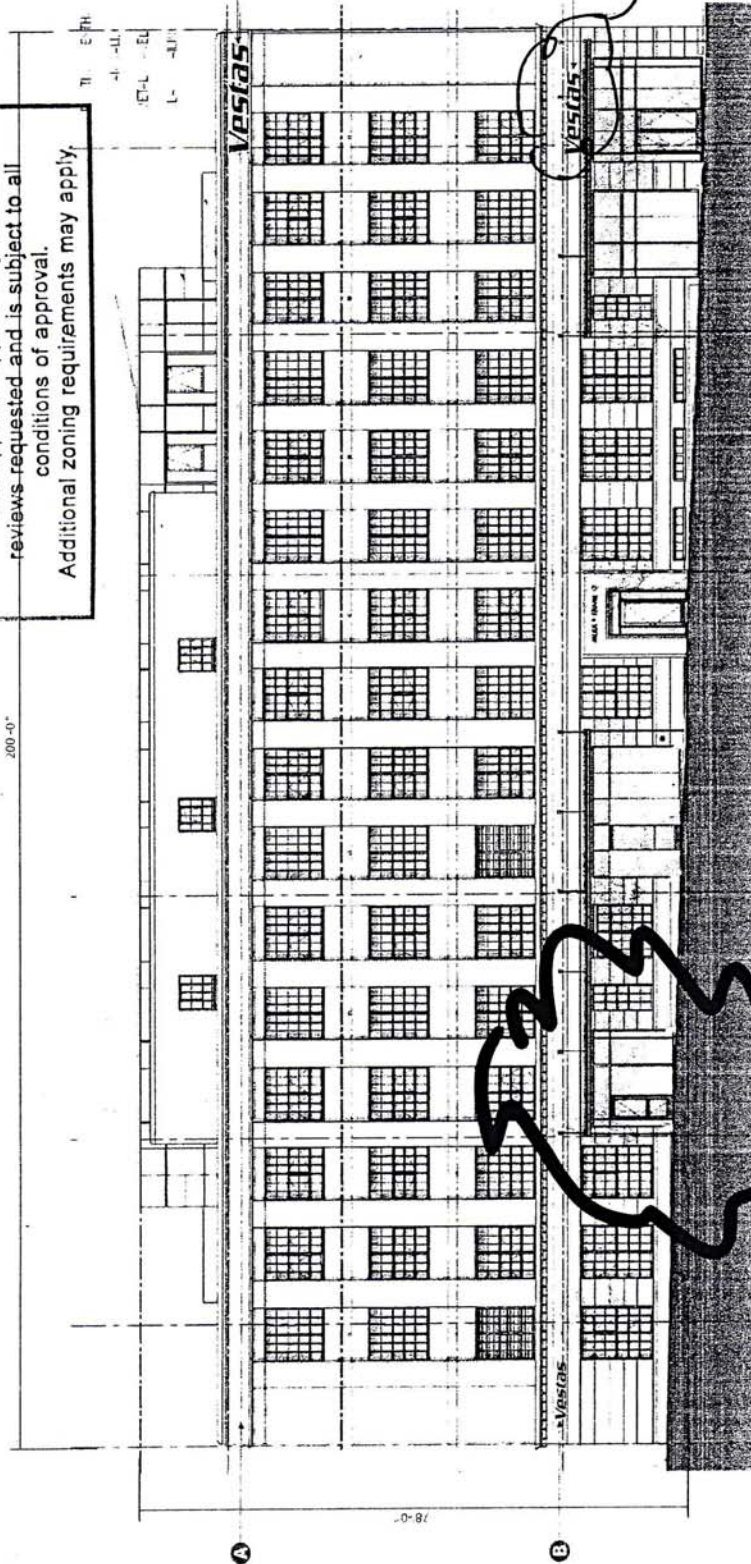 reviews requested and is subject to all
conditions of approval.
Additional zoning requirements may apply.
200'-0"
Vestas
Vestas
Vestas
78'-0"
A
B